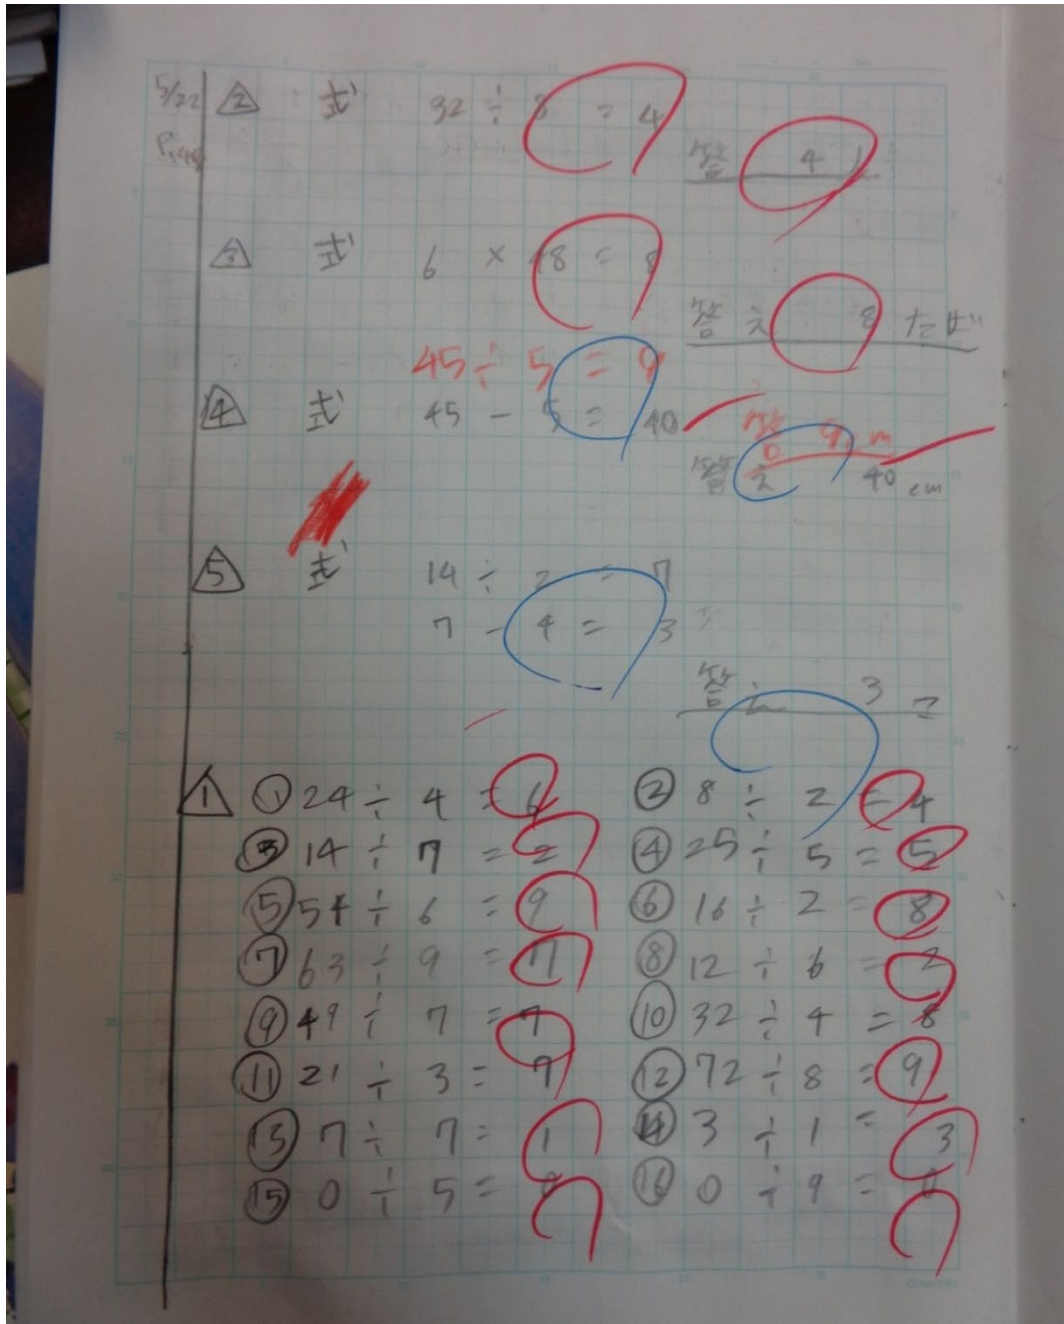 5/22 2 式 32 ÷ 8 = 4
答 4
3 式 6 × 8 = 8
答え 8 たば
45 ÷ 5 = 9
4 式 45 - 5 = 40
答 9 m
答え 40 cm
5 式 14 ÷ 2 = 7
7 - 4 = 3
答え 3 こ
1 ① 24 ÷ 4 = 6 ② 8 ÷ 2 = 4
③ 14 ÷ 7 = 2 ④ 25 ÷ 5 = 5
⑤ 54 ÷ 6 = 9 ⑥ 16 ÷ 2 = 8
⑦ 63 ÷ 9 = 7 ⑧ 12 ÷ 6 = 2
⑨ 49 ÷ 7 = 7 ⑩ 32 ÷ 4 = 8
⑪ 21 ÷ 3 = 7 ⑫ 72 ÷ 8 = 9
⑬ 7 ÷ 7 = 1 ⑭ 3 ÷ 1 = 3
⑮ 0 ÷ 5 = 0 ⑯ 0 ÷ 9 = 0